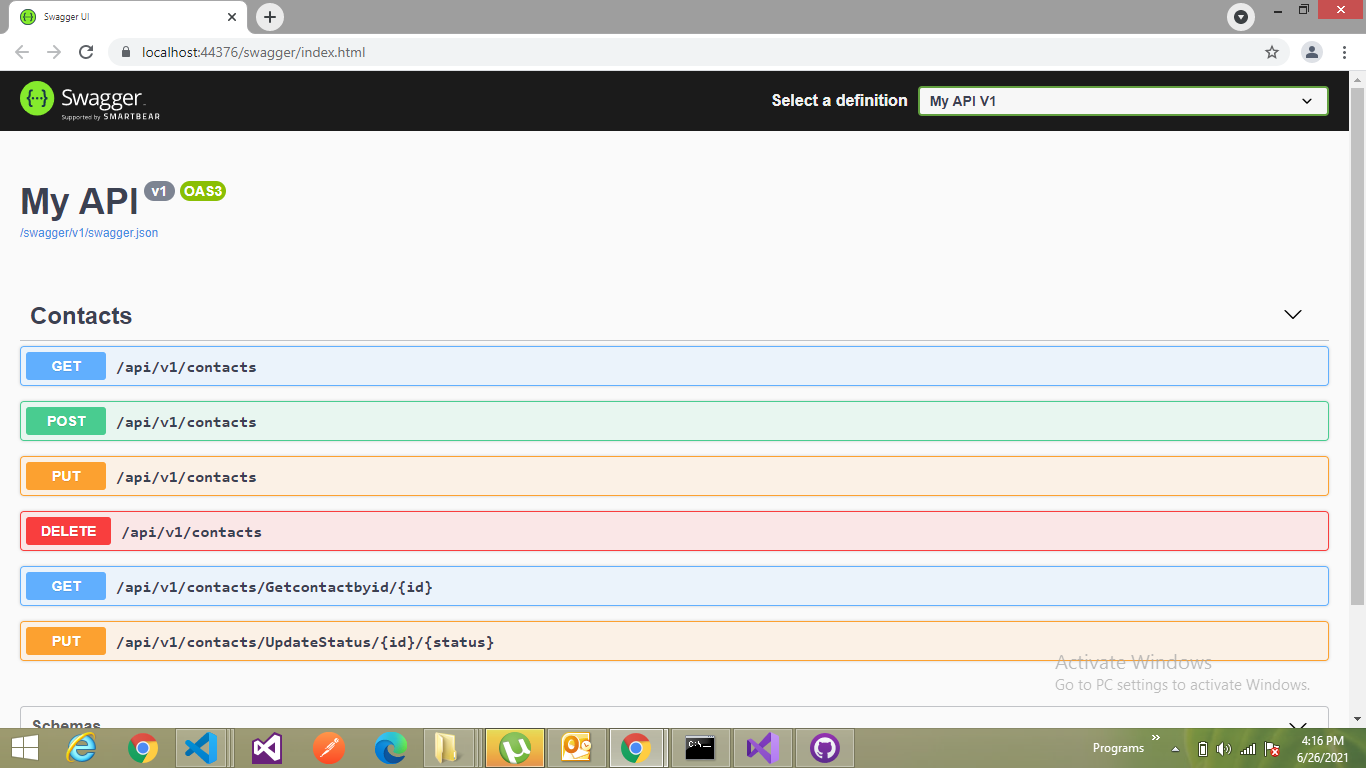 Swagger UI
localhost:44376/swagger/index.html
Swagger
Supported by SMARTBEAR
Select a definition
My API V1
My API v1 OAS3
/swagger/v1/swagger.json
Contacts
GET /api/v1/contacts
POST /api/v1/contacts
PUT /api/v1/contacts
DELETE /api/v1/contacts
GET /api/v1/contacts/Getcontactbyid/{id}
PUT /api/v1/contacts/UpdateStatus/{id}/{status}
Activate Windows
Go to PC settings to activate Windows.
Schemas
Programs
4:16 PM
6/26/2021